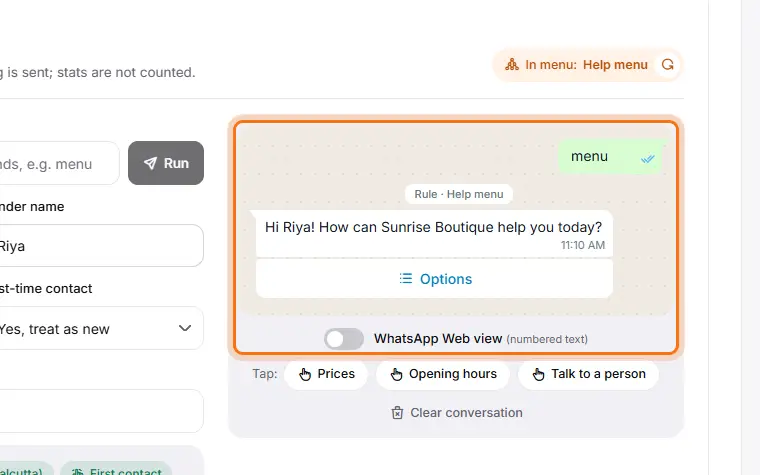 g is sent; stats are not counted.
In menu: Help menu
nds, e.g. menu
Run
nder name
Riya
st-time contact
Yes, treat as new
alcutta)
First contact
menu
Rule · Help menu
Hi Riya! How can Sunrise Boutique help you today?
11:10 AM
Options
WhatsApp Web view (numbered text)
Tap:
Prices
Opening hours
Talk to a person
Clear conversation